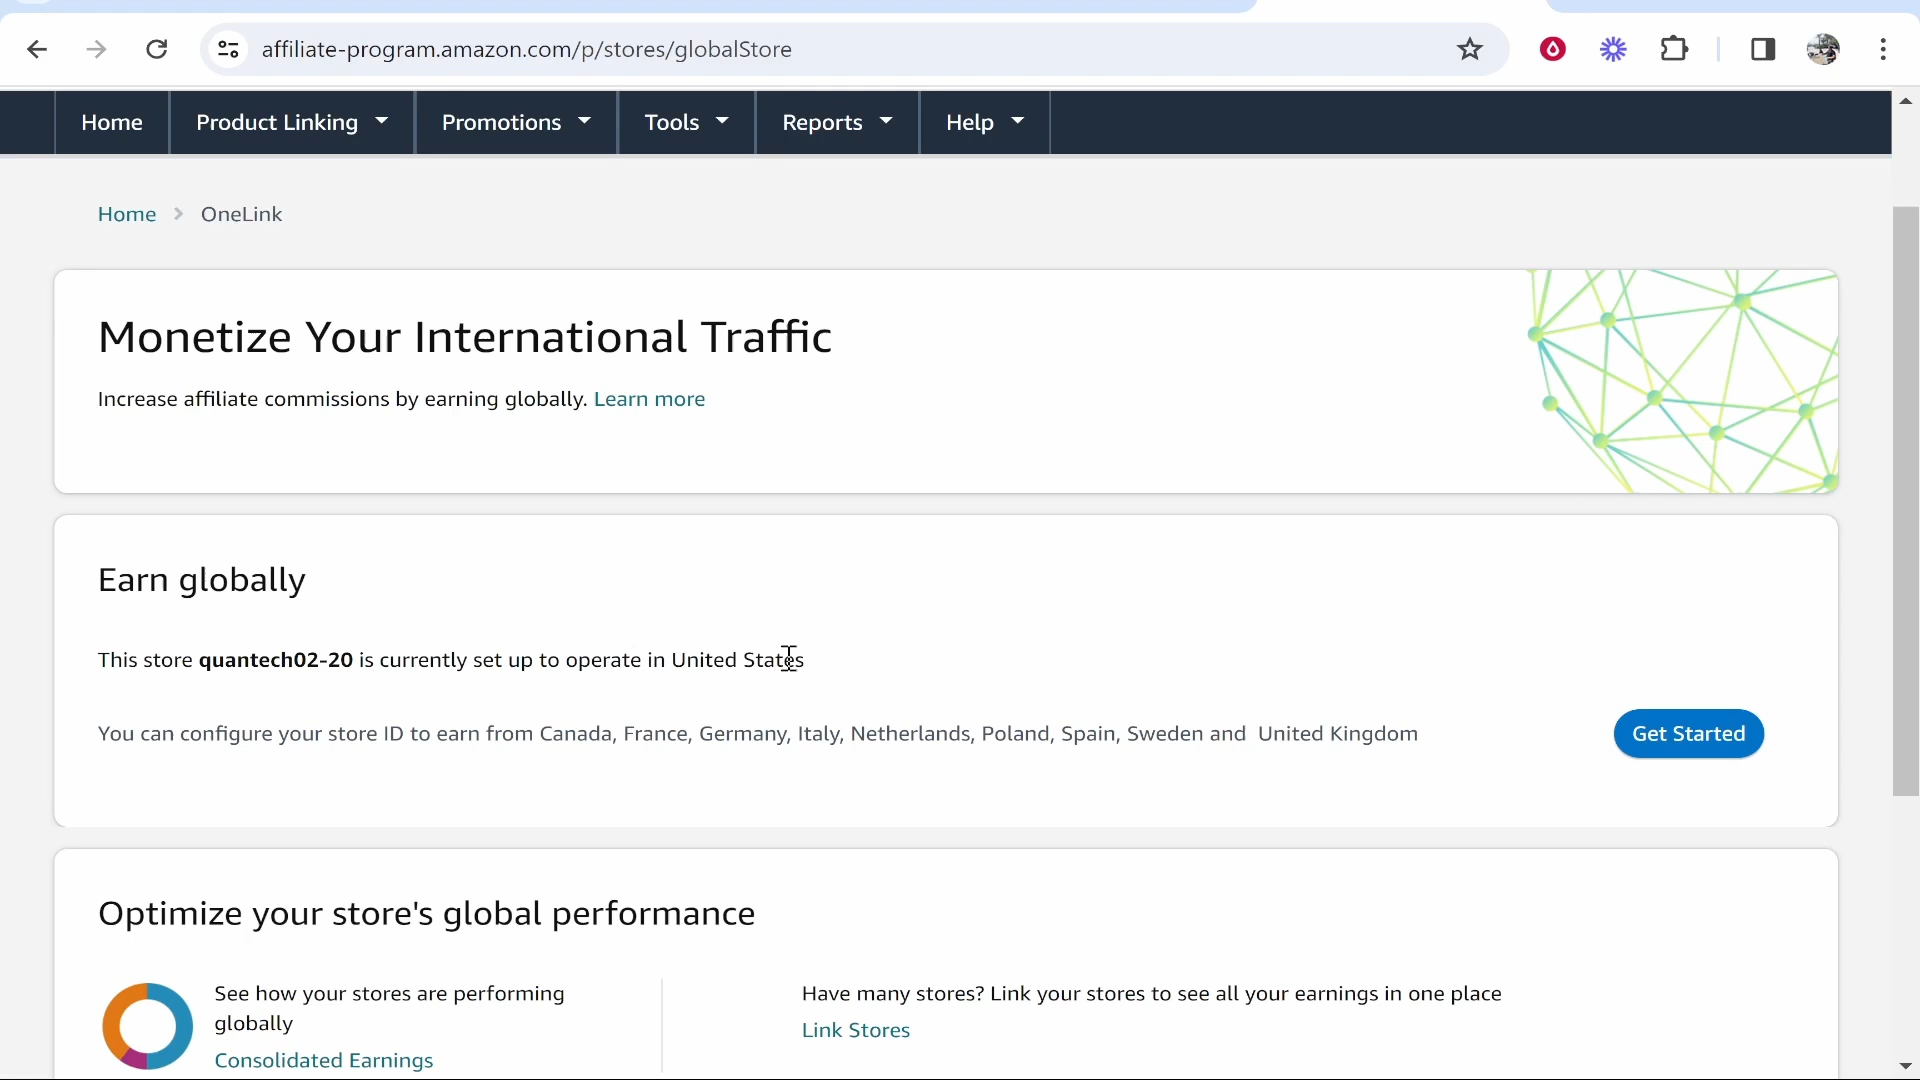 affiliate-program.amazon.com/p/stores/globalStore
Home Product Linking Promotions Tools Reports Help
Home > OneLink
Monetize Your International Traffic
Increase affiliate commissions by earning globally. Learn more
Earn globally
This store quantech02-20 is currently set up to operate in United States
You can configure your store ID to earn from Canada, France, Germany, Italy, Netherlands, Poland, Spain, Sweden and United Kingdom
Get Started
Optimize your store's global performance
See how your stores are performing
globally
Consolidated Earnings
Have many stores? Link your stores to see all your earnings in one place
Link Stores